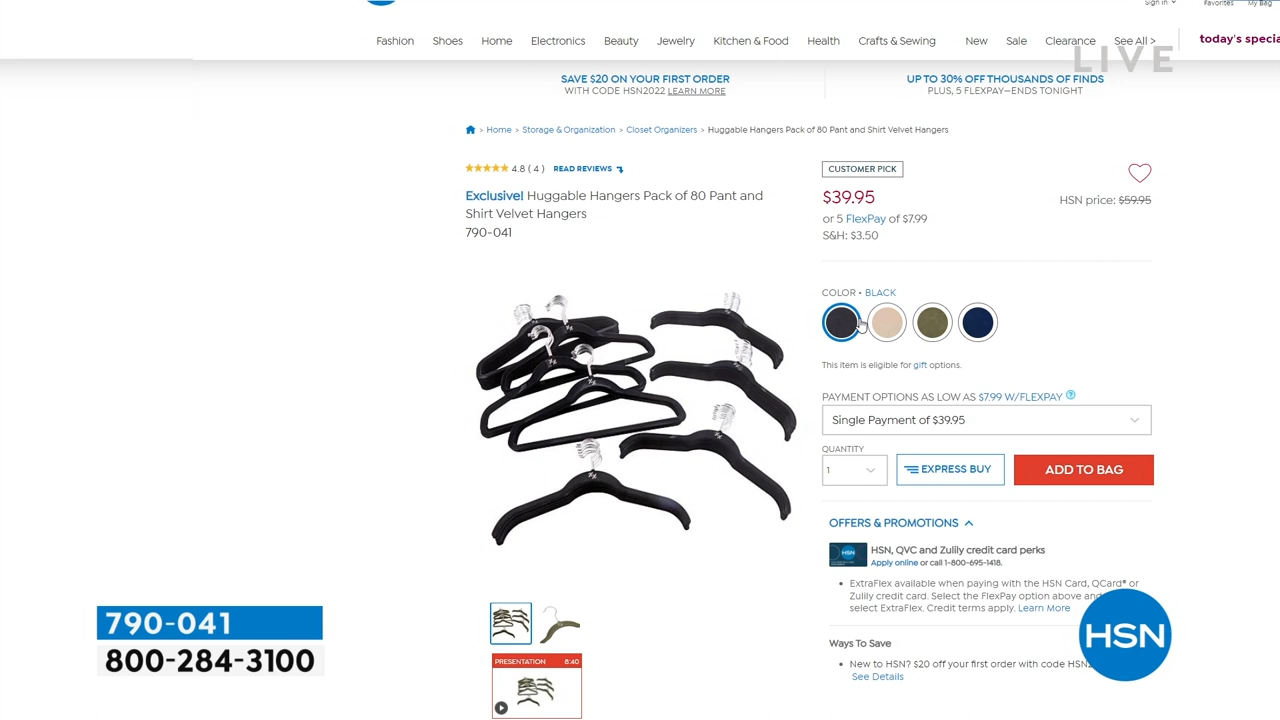 Sign In
Favorites
My Bag
Fashion
Shoes
Home
Electronics
Beauty
Jewelry
Kitchen & Food
Health
Crafts & Sewing
New
Sale
Clearance
See All >
today's specia
LIVE
SAVE $20 ON YOUR FIRST ORDER
WITH CODE HSN2022 LEARN MORE
UP TO 30% OFF THOUSANDS OF FINDS
PLUS, 5 FLEXPAY—ENDS TONIGHT
> Home > Storage & Organization > Closet Organizers > Huggable Hangers Pack of 80 Pant and Shirt Velvet Hangers
4.8 ( 4 ) READ REVIEWS
Exclusive! Huggable Hangers Pack of 80 Pant and
Shirt Velvet Hangers
790-041
CUSTOMER PICK
$39.95
HSN price: $59.95
or 5 FlexPay of $7.99
S&H: $3.50
COLOR • BLACK
This item is eligible for gift options.
PAYMENT OPTIONS AS LOW AS $7.99 W/FLEXPAY ?
Single Payment of $39.95
QUANTITY
1
EXPRESS BUY
ADD TO BAG
OFFERS & PROMOTIONS
HSN
HSN, QVC and Zulily credit card perks
Apply online or call 1-800-695-1418.
• ExtraFlex available when paying with the HSN Card, QCard® or
Zulily credit card. Select the FlexPay option above and
select ExtraFlex. Credit terms apply. Learn More
Ways To Save
• New to HSN? $20 off your first order with code HSN2
See Details
PRESENTATION 8:40
790-041
800-284-3100
HSN